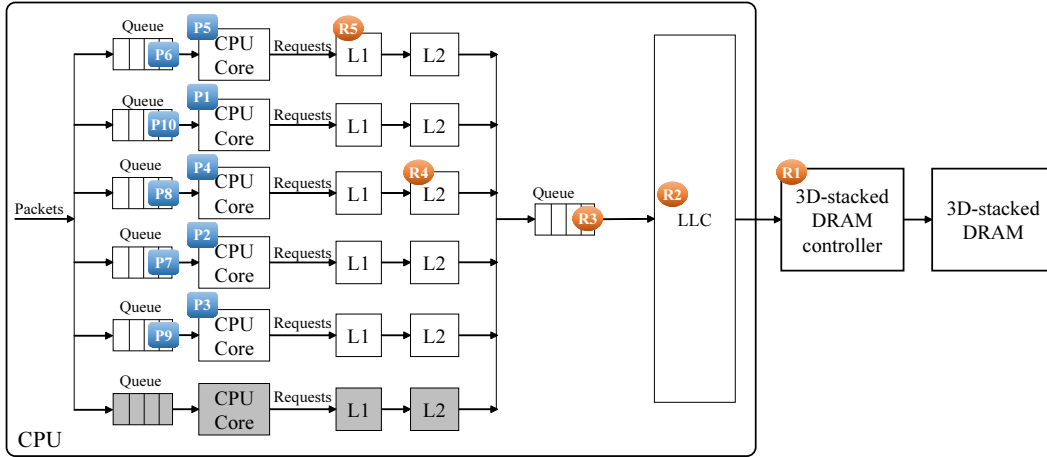 Queue
P5
P6
CPU
Core
Requests
R5
L1
L2
Queue
P1
P10
CPU
Core
Requests
L1
L2
Queue
P4
P8
CPU
Core
Requests
L1
R4
L2
Packets
Queue
R3
R2
LLC
R1
3D-stacked
DRAM
controller
3D-stacked
DRAM
Queue
P2
P7
CPU
Core
Requests
L1
L2
Queue
P3
P9
CPU
Core
Requests
L1
L2
Queue
CPU
Core
Requests
L1
L2
CPU